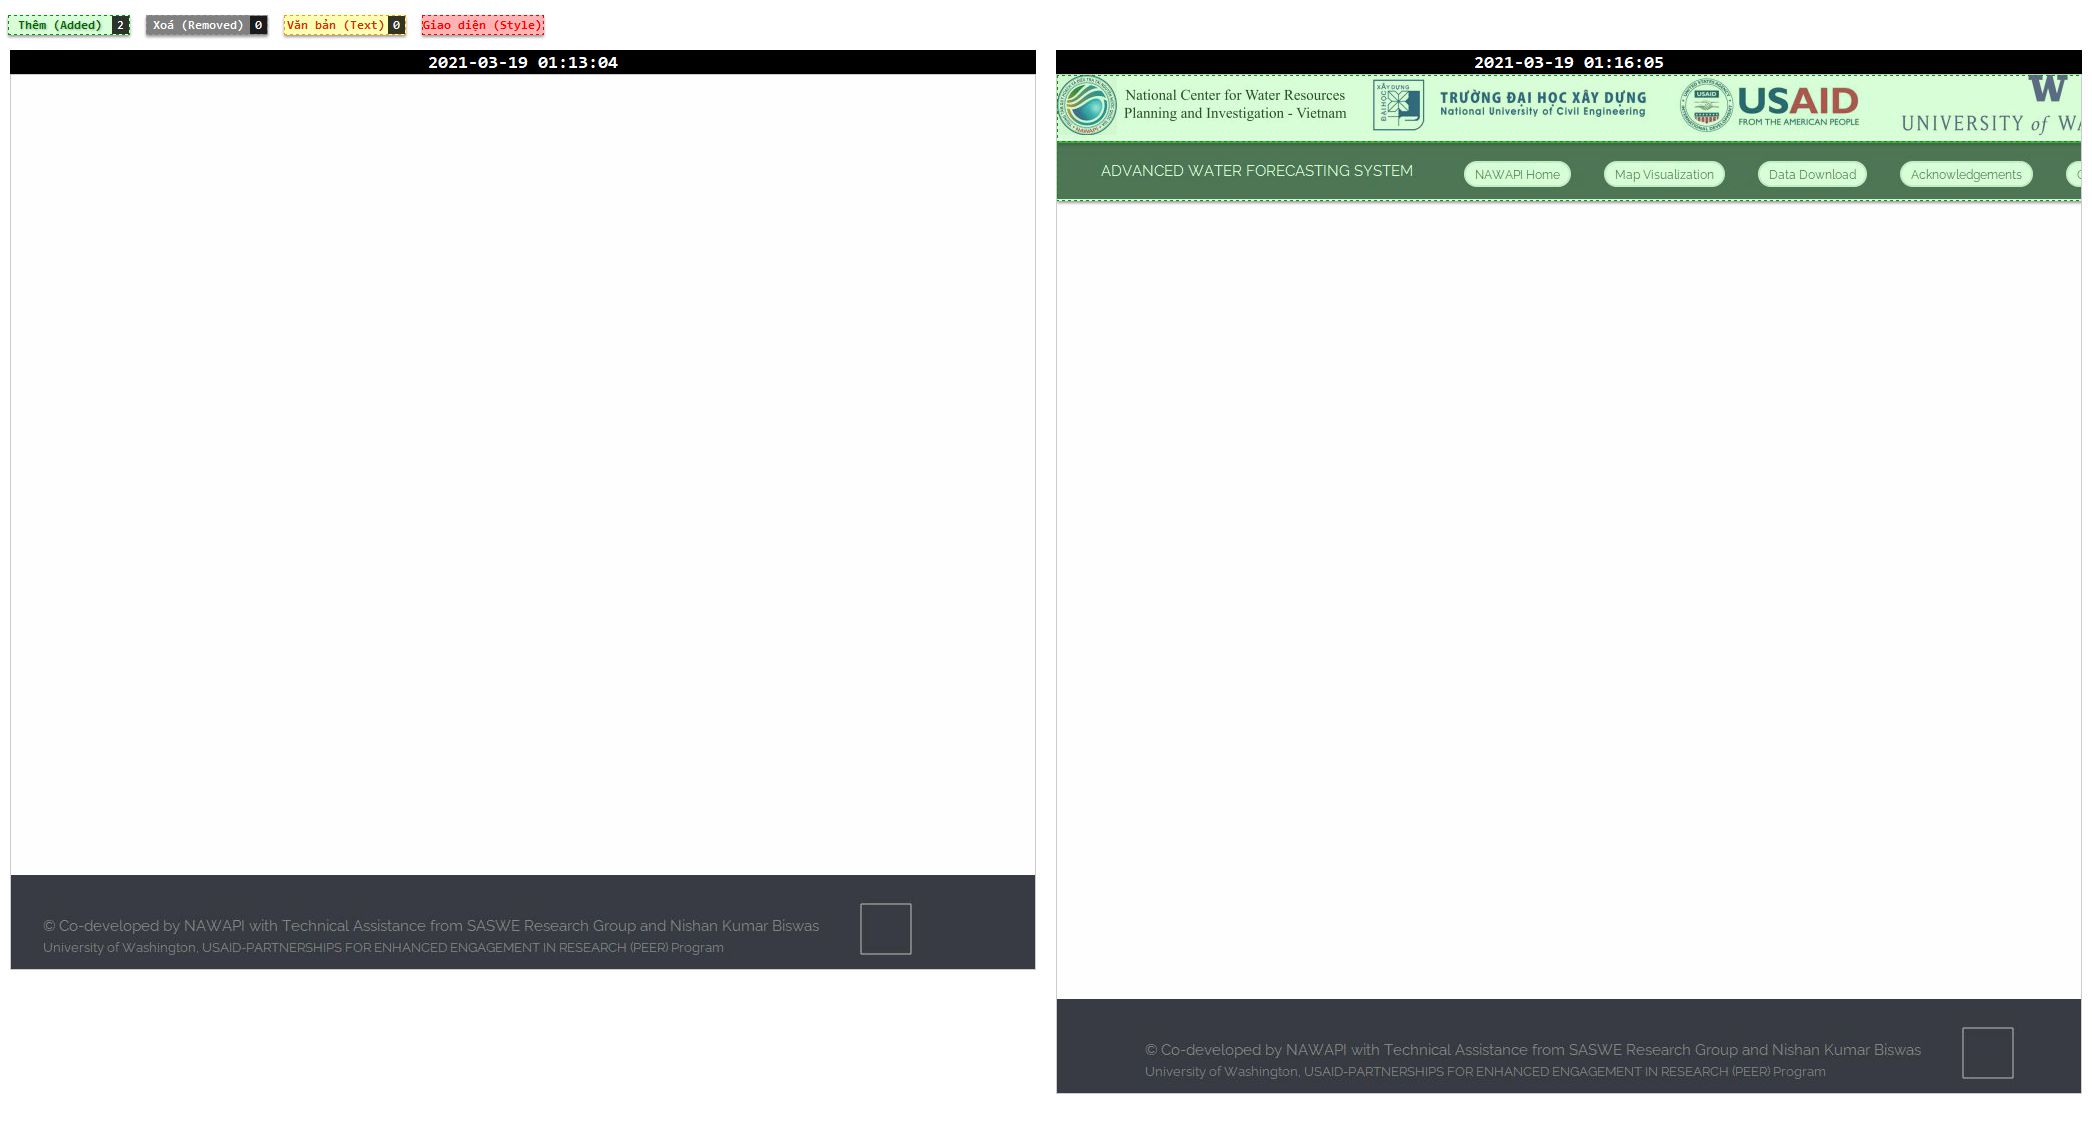 Thêm (Added) 2 Xoá (Removed) 0 Văn bản (Text) 0 Giao diện (Style)
2021-03-19 01:13:04
© Co-developed by NAWAPI with Technical Assistance from SASWE Research Group and Nishan Kumar Biswas
University of Washington, USAID-PARTNERSHIPS FOR ENHANCED ENGAGEMENT IN RESEARCH (PEER) Program
2021-03-19 01:16:05
National Center for Water Resources
Planning and Investigation - Vietnam
XÂY DỰNG
ĐẠI HỌC
TRƯỜNG ĐẠI HỌC XÂY DỰNG
National University of Civil Engineering
USAID
USAID
FROM THE AMERICAN PEOPLE
W
UNIVERSITY of WA
ADVANCED WATER FORECASTING SYSTEM NAWAPI Home Map Visualization Data Download Acknowledgements
© Co-developed by NAWAPI with Technical Assistance from SASWE Research Group and Nishan Kumar Biswas
University of Washington, USAID-PARTNERSHIPS FOR ENHANCED ENGAGEMENT IN RESEARCH (PEER) Program